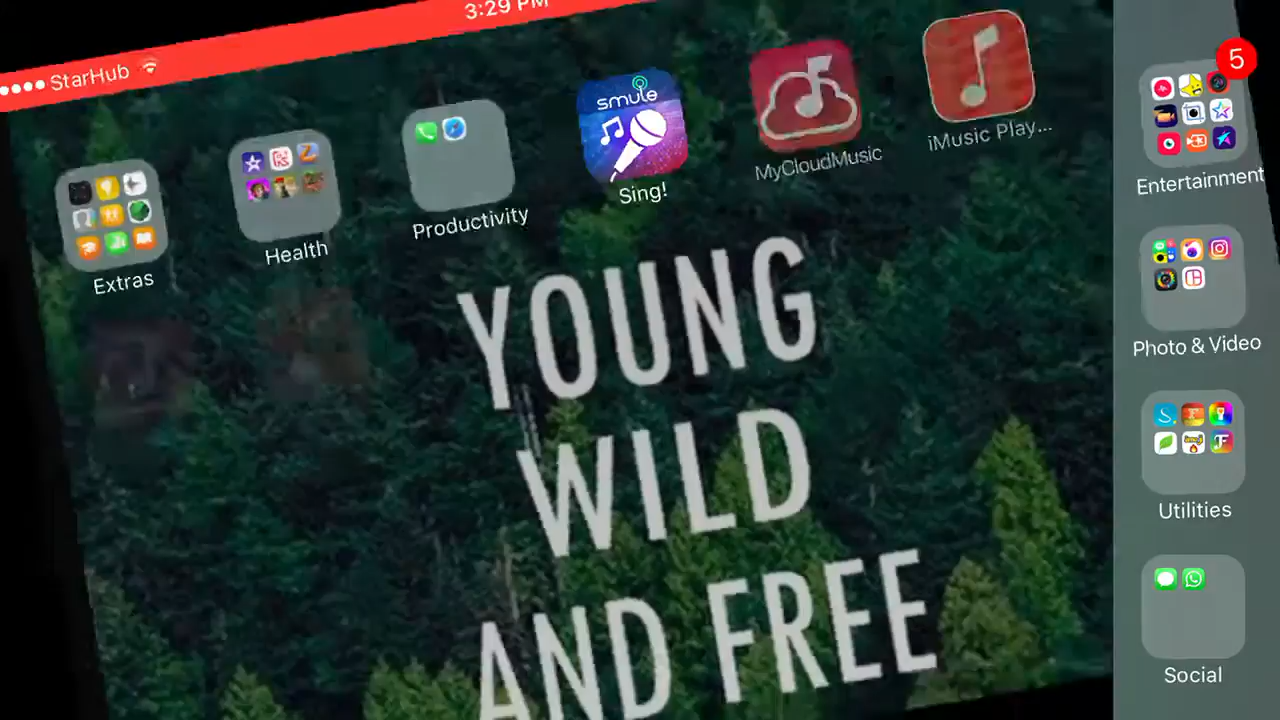 StarHub
3:29 PM
5
smule
Extras
Health
Productivity
Sing!
MyCloudMusic
iMusic Play...
Entertainment
Photo & Video
Utilities
Social
YOUNG
WILD
AND FREE